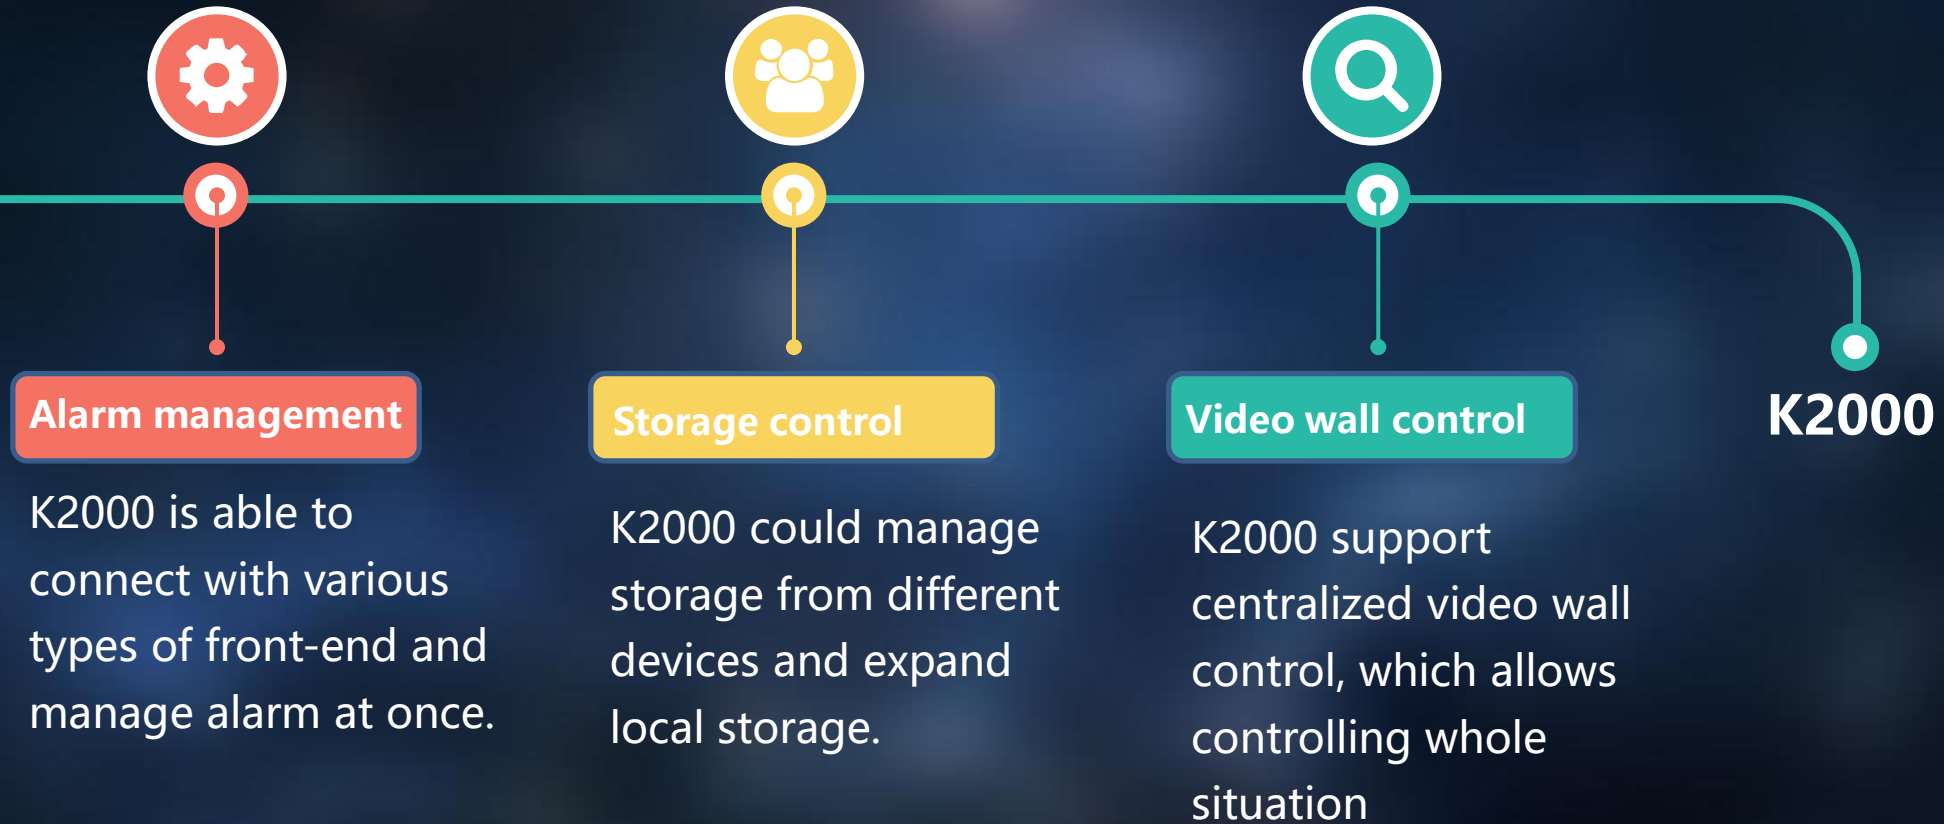 Alarm management
K2000 is able to
connect with various
types of front-end and
manage alarm at once.
Storage control
K2000 could manage
storage from different
devices and expand
local storage.
Video wall control
K2000 support
centralized video wall
control, which allows
controlling whole
situation
K2000